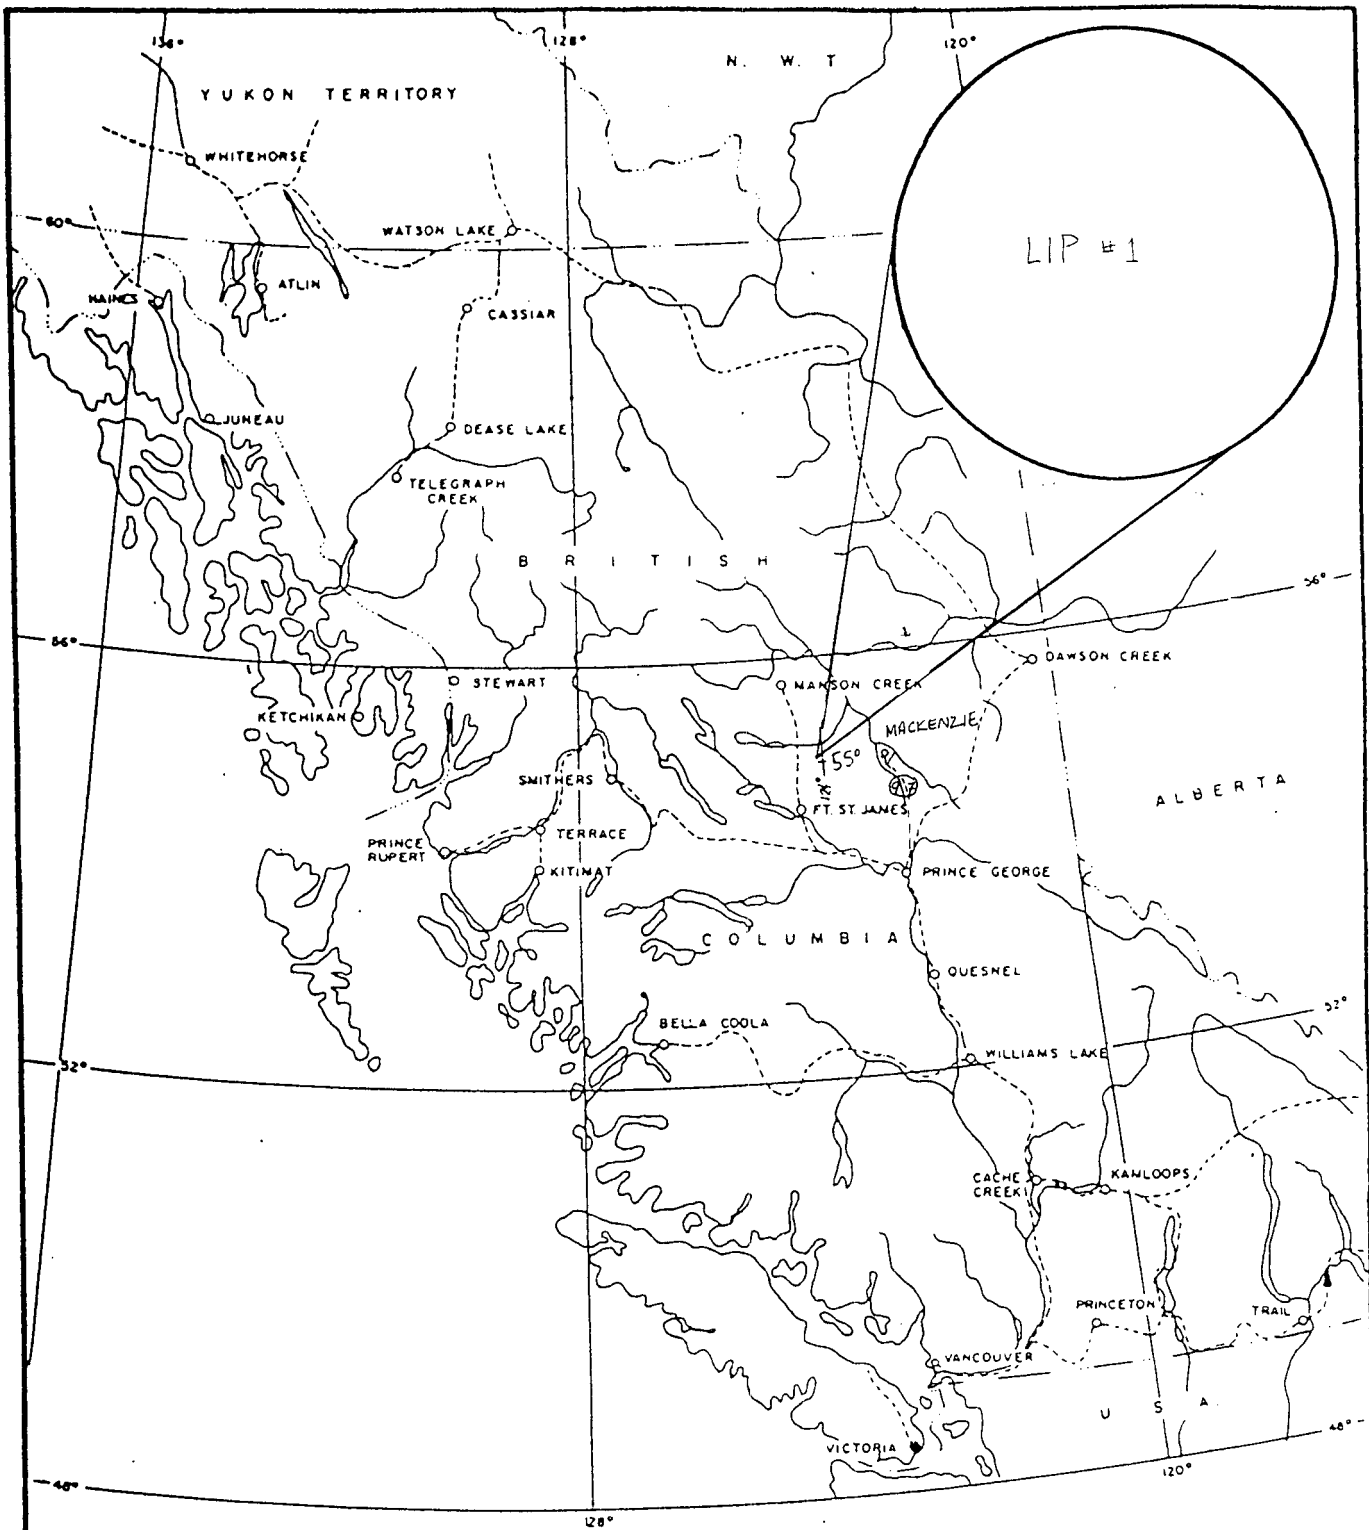 136°
128°
120°
N. W. T
YUKON TERRITORY
WHITEHORSE
60°
WATSON LAKE
LIP #1
ATLIN
HAINES
CASSIAR
JUNEAU
DEASE LAKE
TELEGRAPH
CREEK
BRITISH
56°
56°
DAWSON CREEK
STEWART
MANSON CREEK
KETCHIKAN
MACKENZIE
55°
SMITHERS
ALBERTA
FT. ST. JAMES
TERRACE
PRINCE
RUPERT
KITIMAT
PRINCE GEORGE
COLUMBIA
QUESNEL
52°
BELLA COOLA
WILLIAMS LAKE
52°
CACHE
CREEK
KAMLOOPS
PRINCETON
TRAIL
VANCOUVER
U S A.
VICTORIA
48°
120°
48°
128°